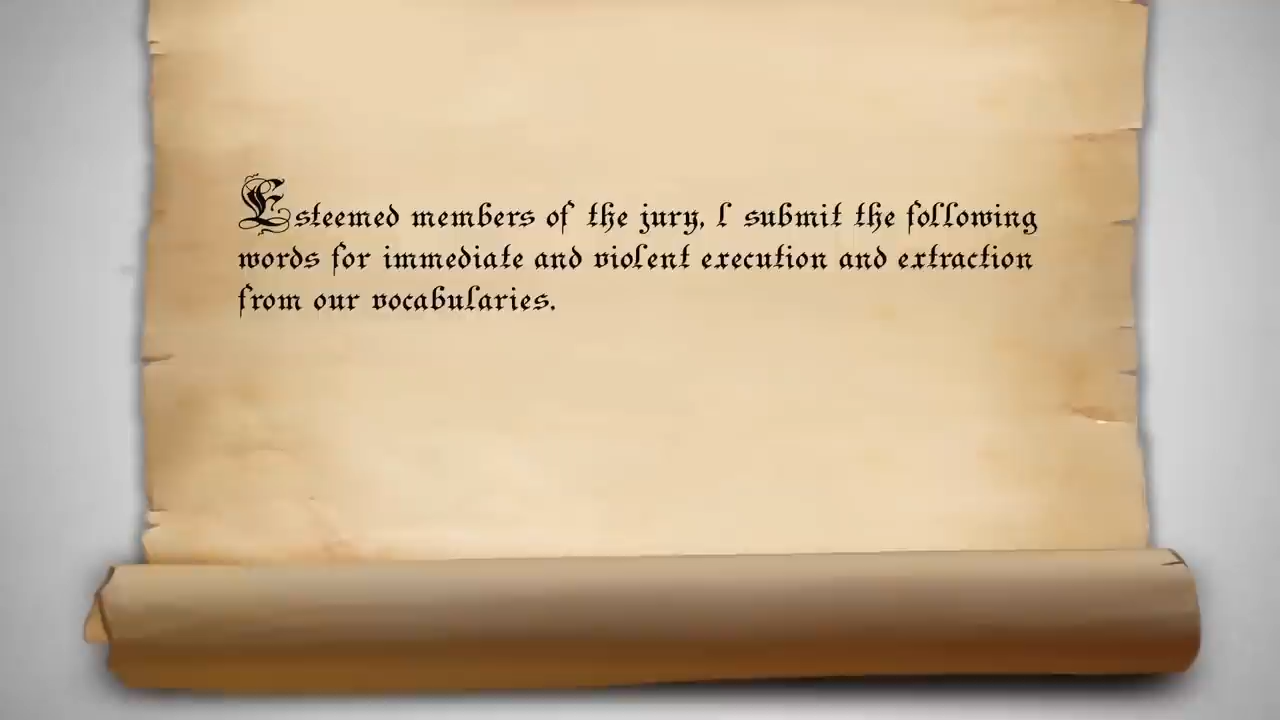 Esteemed members of the jury, I submit the following
words for immediate and violent execution and extraction
from our vocabularies.